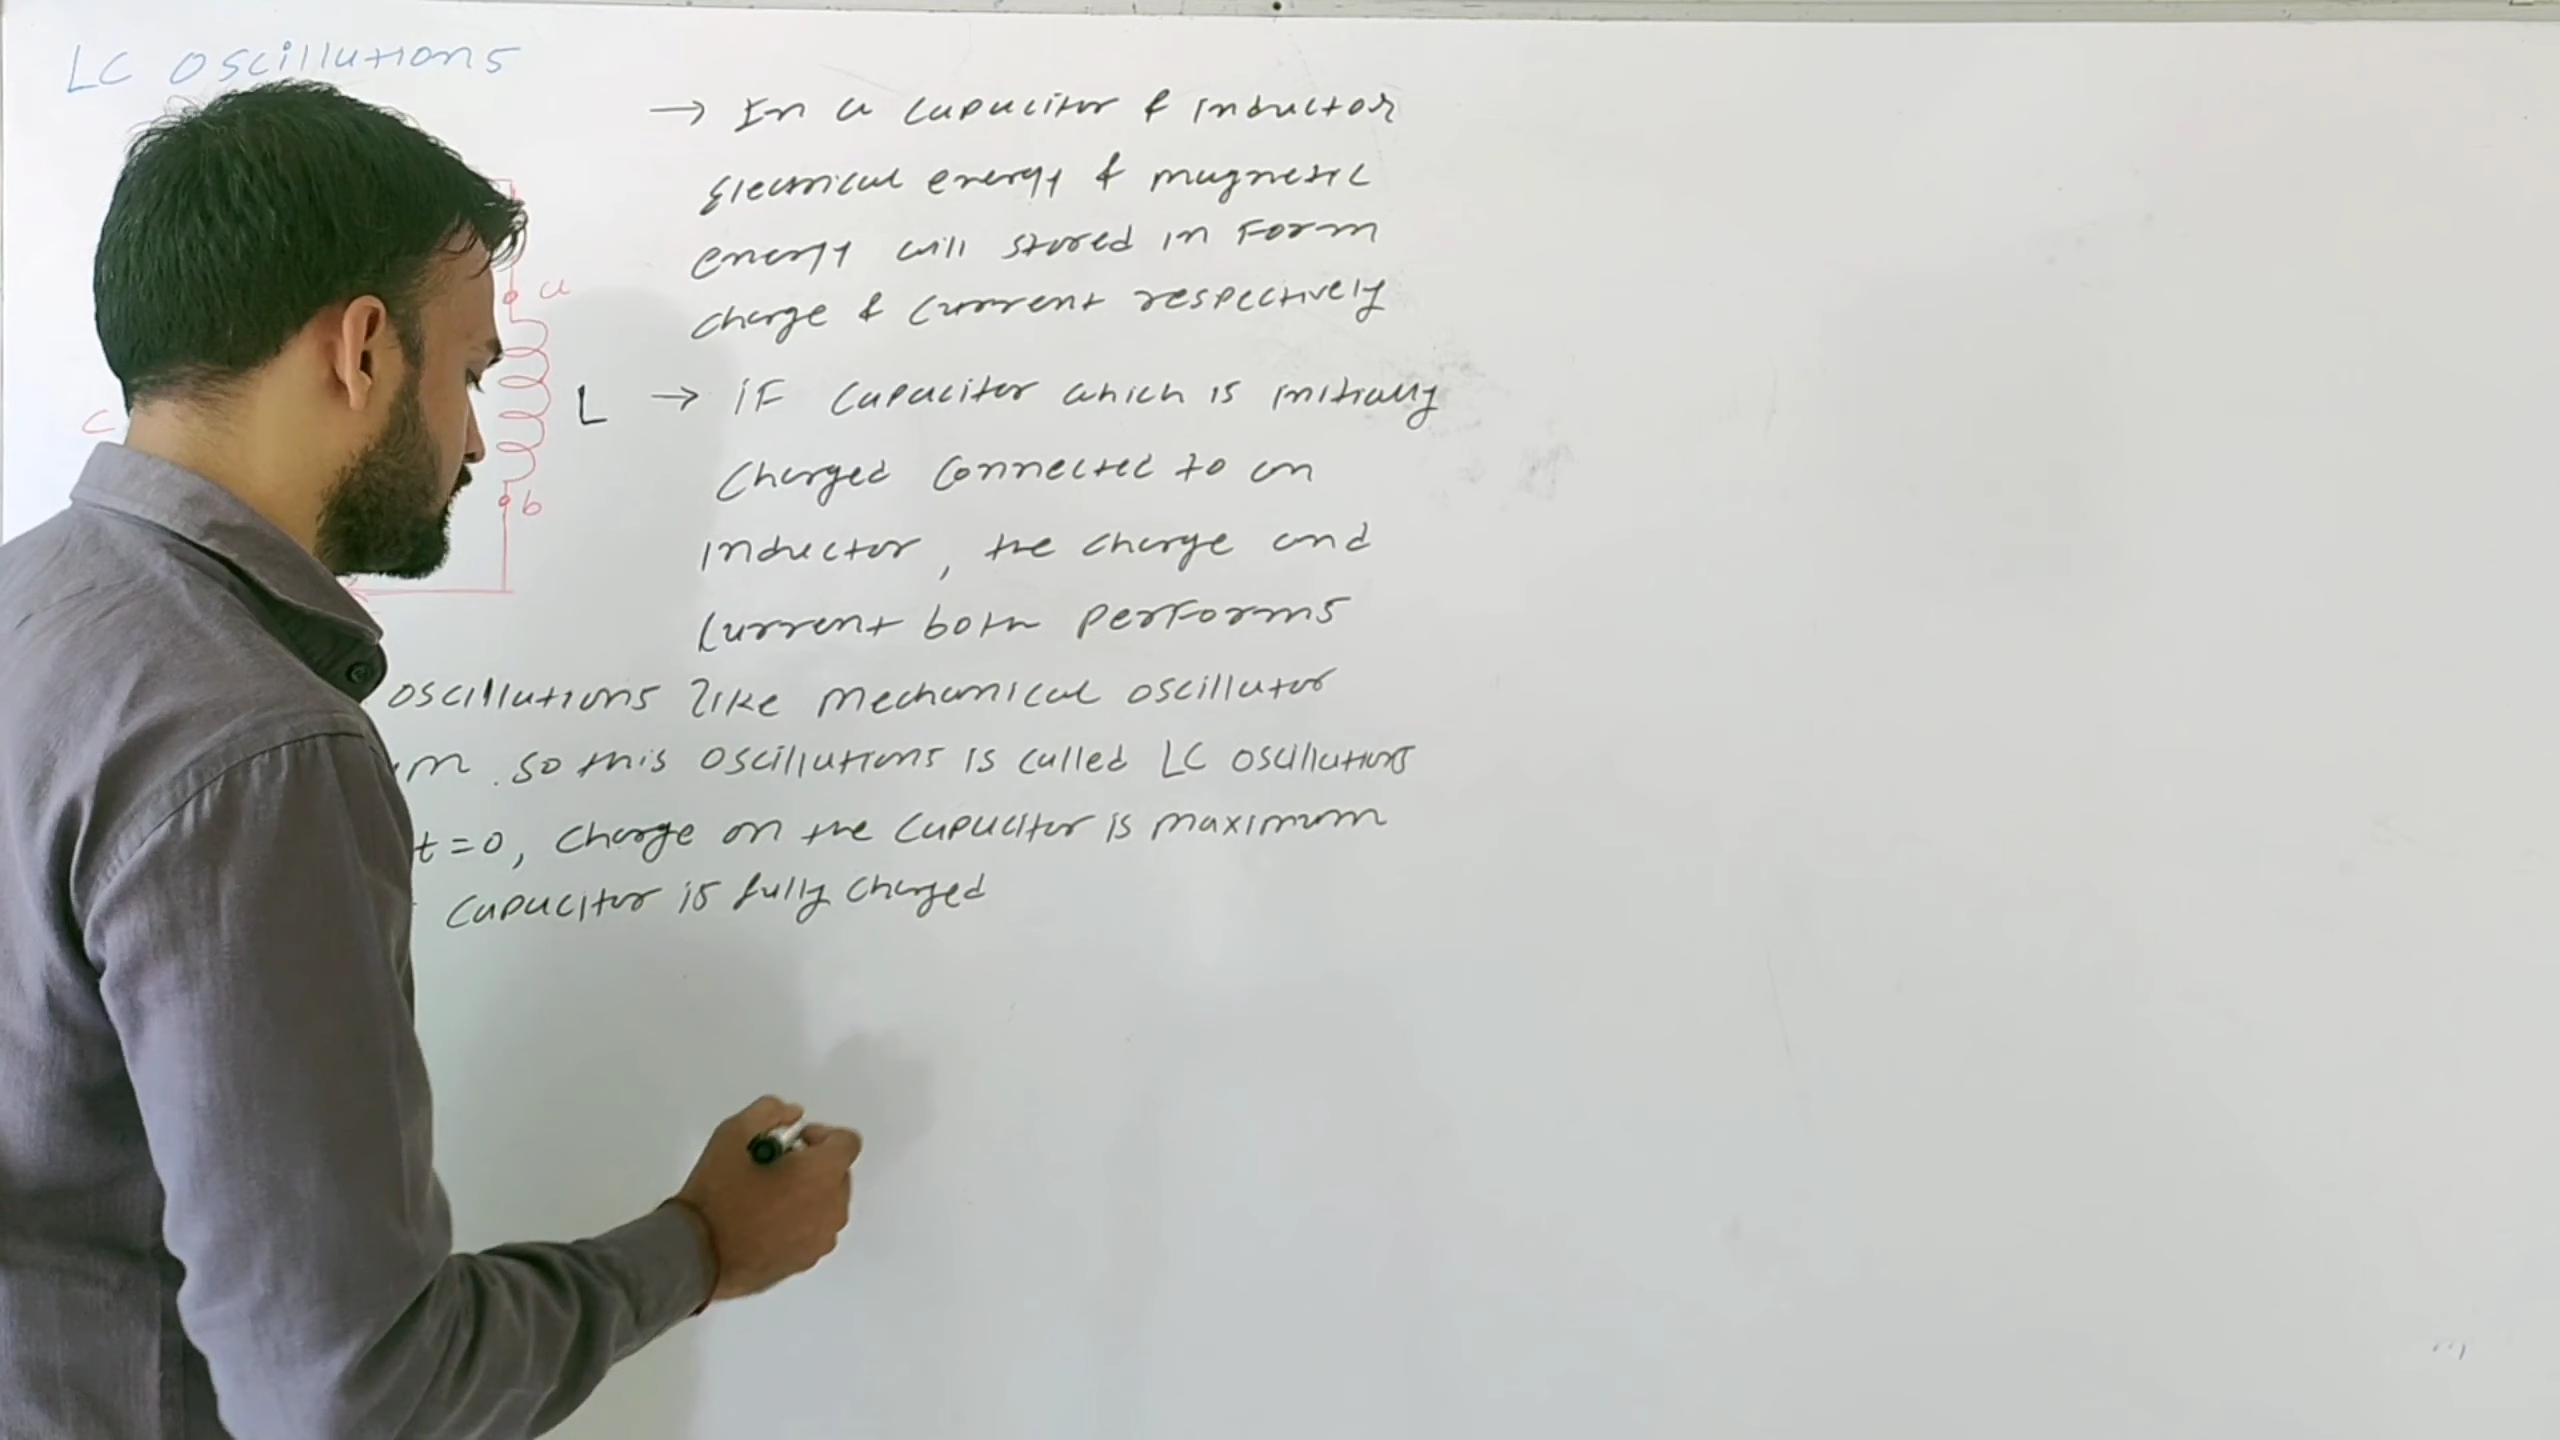 LC Oscillations
→ In a capacitor & inductor
Electrical energy & magnetic
energy will stored in form
charge & current respectively
a
C
L
b
→ if capacitor which is initially
charged connected to an
inductor, the charge and
current both performs
oscillations like mechanical oscillator
. so this oscillations is called LC oscillations
t=0, charge on the capacitor is maximum
capacitor is fully charged